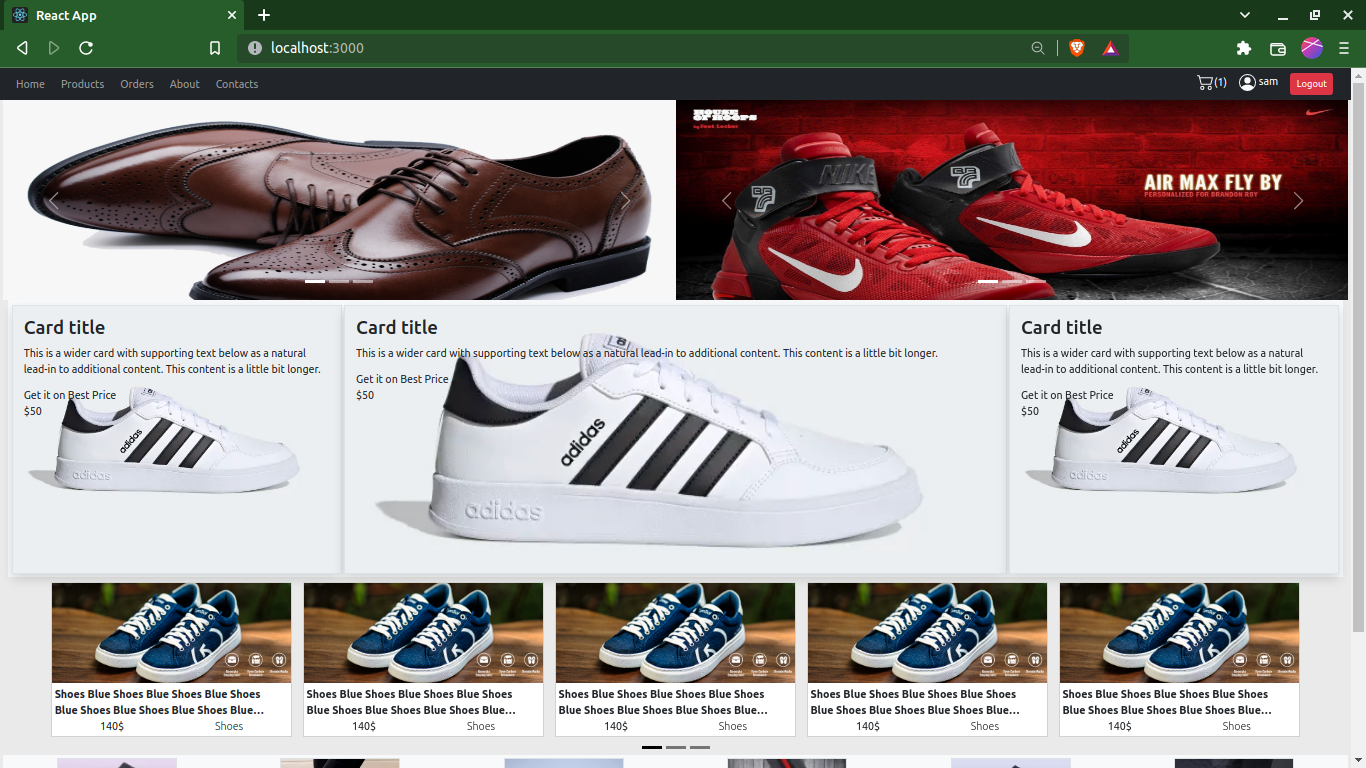 React App
localhost:3000
Home Products Orders About Contacts
(1) sam Logout
HOUSE OF HOOPS
by Foot Locker
NIKE
AIR MAX FLY BY
PERSONALIZED FOR BRANDON ROY
Card title
This is a wider card with supporting text below as a natural
lead-in to additional content. This content is a little bit longer.
Get it on Best Price
$50
adidas
adidas
Card title
This is a wider card with supporting text below as a natural lead-in to additional content. This content is a little bit longer.
Get it on Best Price
$50
adidas
adidas
Card title
This is a wider card with supporting text below as a natural
lead-in to additional content. This content is a little bit longer.
Get it on Best Price
$50
adidas
adidas
Shoes Blue Shoes Blue Shoes Blue Shoes
Blue Shoes Blue Shoes Blue Shoes Blue...
140$ Shoes
Shoes Blue Shoes Blue Shoes Blue Shoes
Blue Shoes Blue Shoes Blue Shoes Blue...
140$ Shoes
Shoes Blue Shoes Blue Shoes Blue Shoes
Blue Shoes Blue Shoes Blue Shoes Blue...
140$ Shoes
Shoes Blue Shoes Blue Shoes Blue Shoes
Blue Shoes Blue Shoes Blue Shoes Blue...
140$ Shoes
Shoes Blue Shoes Blue Shoes Blue Shoes
Blue Shoes Blue Shoes Blue Shoes Blue...
140$ Shoes